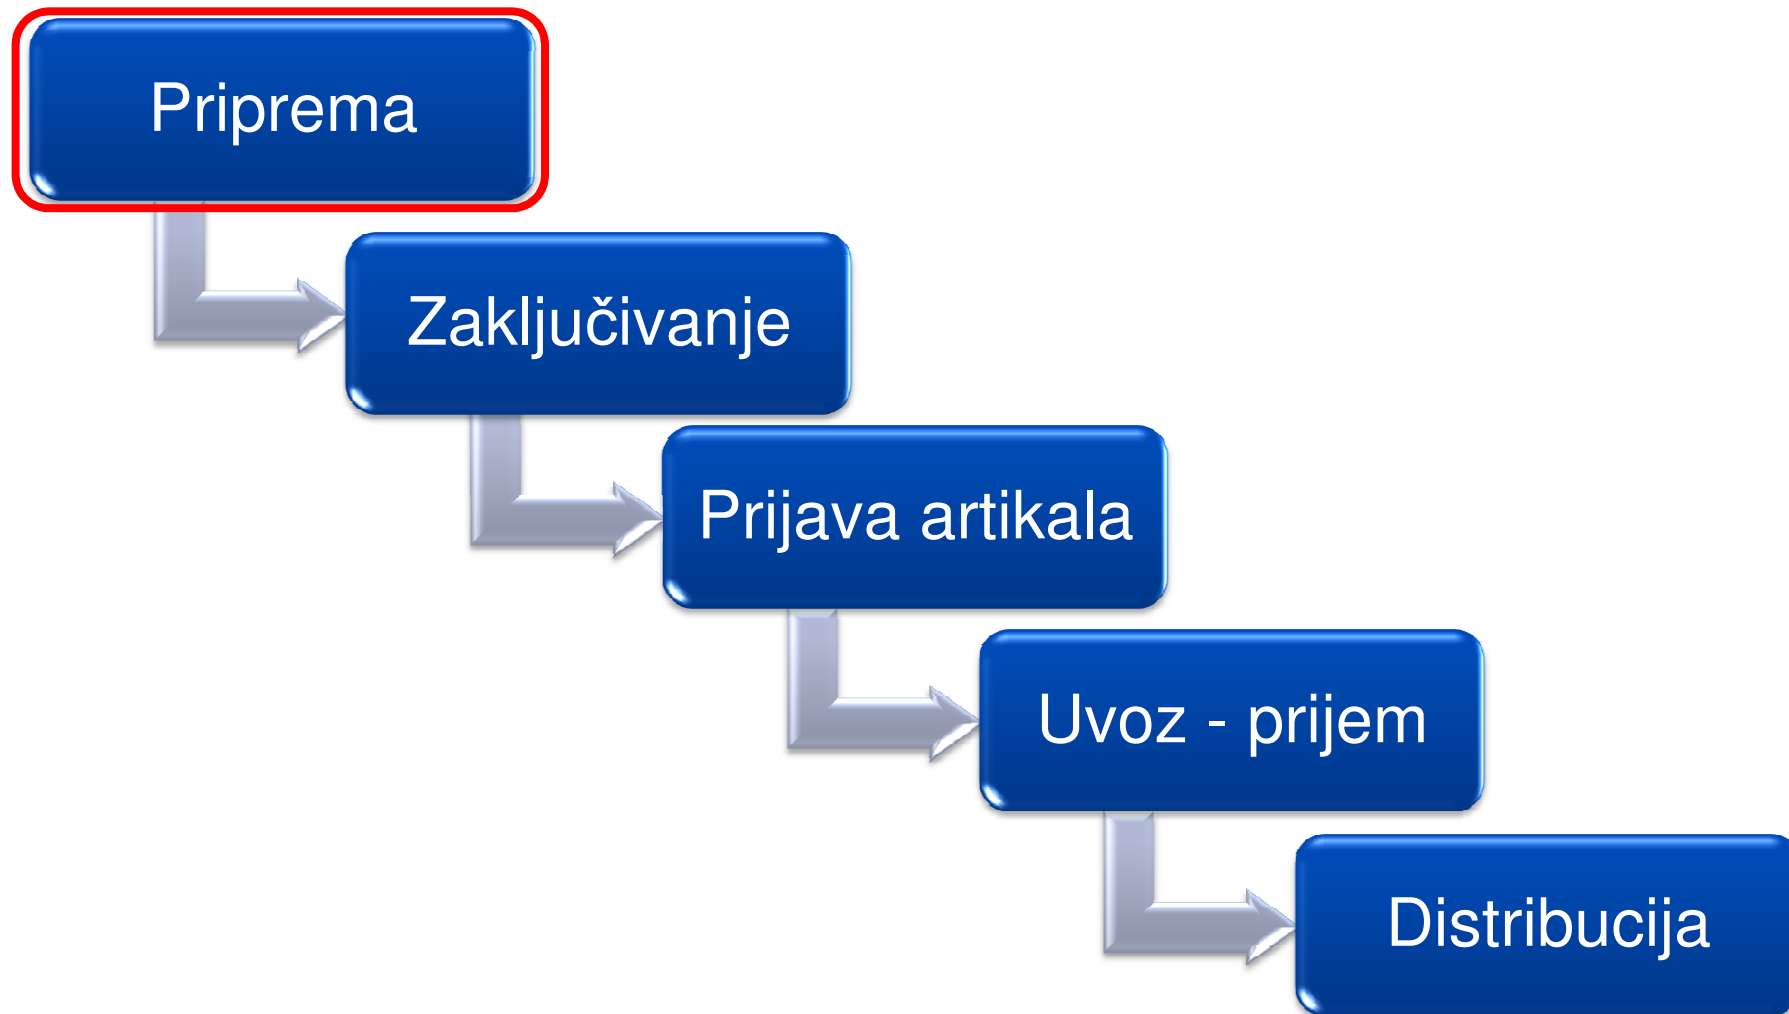 Priprema
Zaključivanje
Prijava artikala
Uvoz - prijem
Distribucija